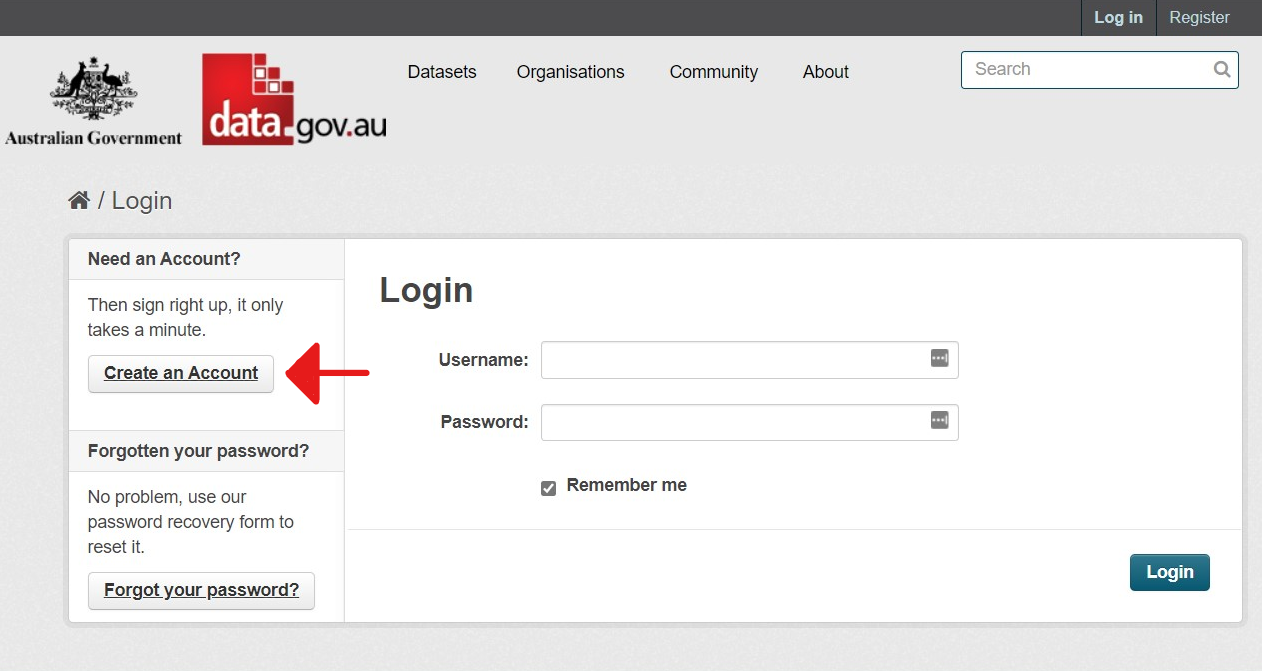 Log in
Register
Australian Government
data.gov.au
Datasets
Organisations
Community
About
Search
/ Login
Need an Account?
Then sign right up, it only
takes a minute.
Create an Account
Forgotten your password?
No problem, use our
password recovery form to
reset it.
Forgot your password?
Login
Username:
Password:
Remember me
Login